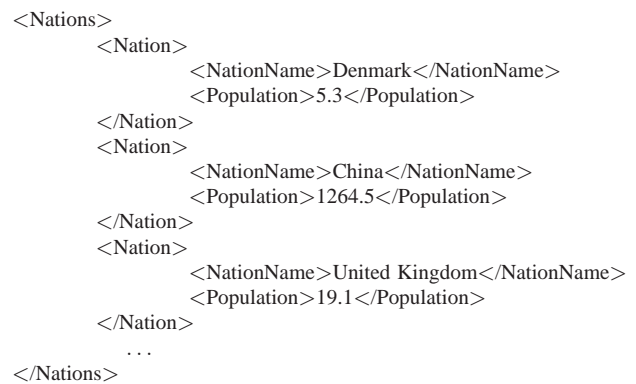 <Nations>
<Nation>
<NationName>Denmark</NationName>
<Population>5.3</Population>
</Nation>
<Nation>
<NationName>China</NationName>
<Population>1264.5</Population>
</Nation>
<Nation>
<NationName>United Kingdom</NationName>
<Population>19.1</Population>
</Nation>
...
</Nations>